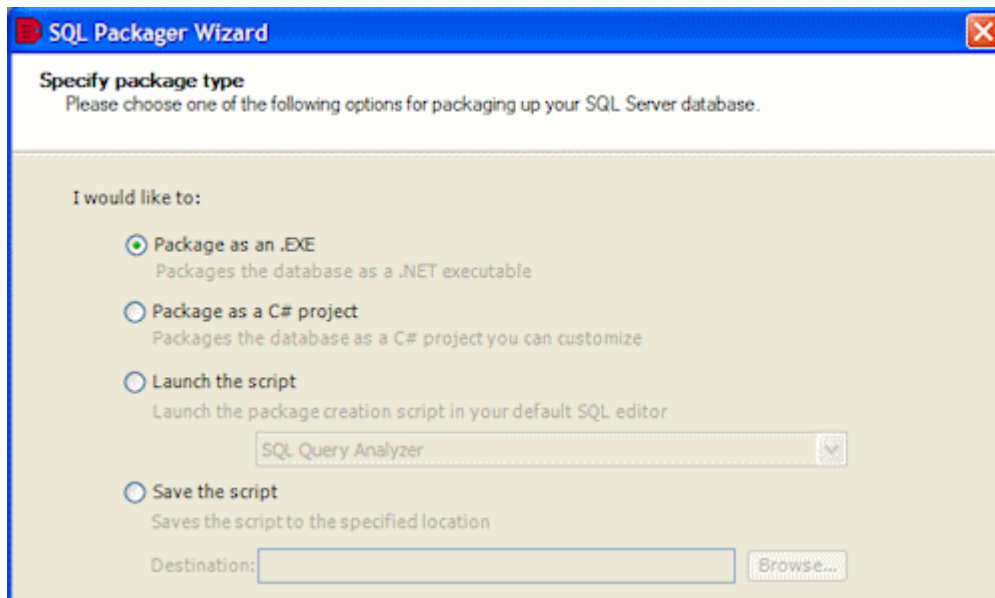 SQL Packager Wizard
Specify package type
Please choose one of the following options for packaging up your SQL Server database.
I would like to:
Package as an .EXE
Packages the database as a .NET executable
Package as a C# project
Packages the database as a C# project you can customize
Launch the script
Launch the package creation script in your default SQL editor
SQL Query Analyzer
Save the script
Saves the script to the specified location
Destination:
Browse...